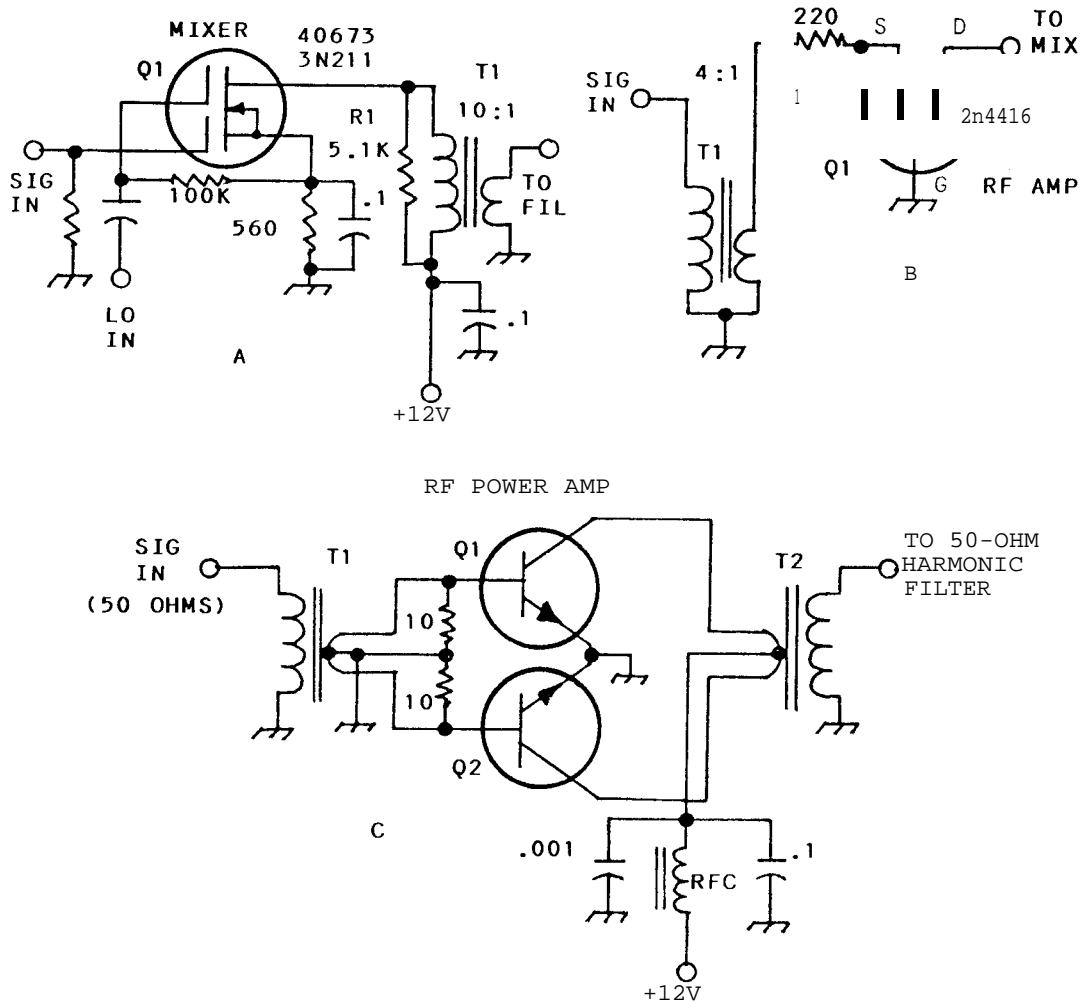 MIXER
40673
3N211
Q1
T1
10:1
R1
5.1K
SIG
IN
100K
.1
560
TO
FIL
LO
IN
.1
A
+12V
SIG
IN
4:1
T1
220
S
D
TO
MIX
1
2n4416
Q1
G
RF AMP
B
RF POWER AMP
SIG
IN
(50 OHMS)
T1
Q1
10
10
Q2
T2
TO 50-OHM
HARMONIC
FILTER
C
.001
RFC
.1
+12V